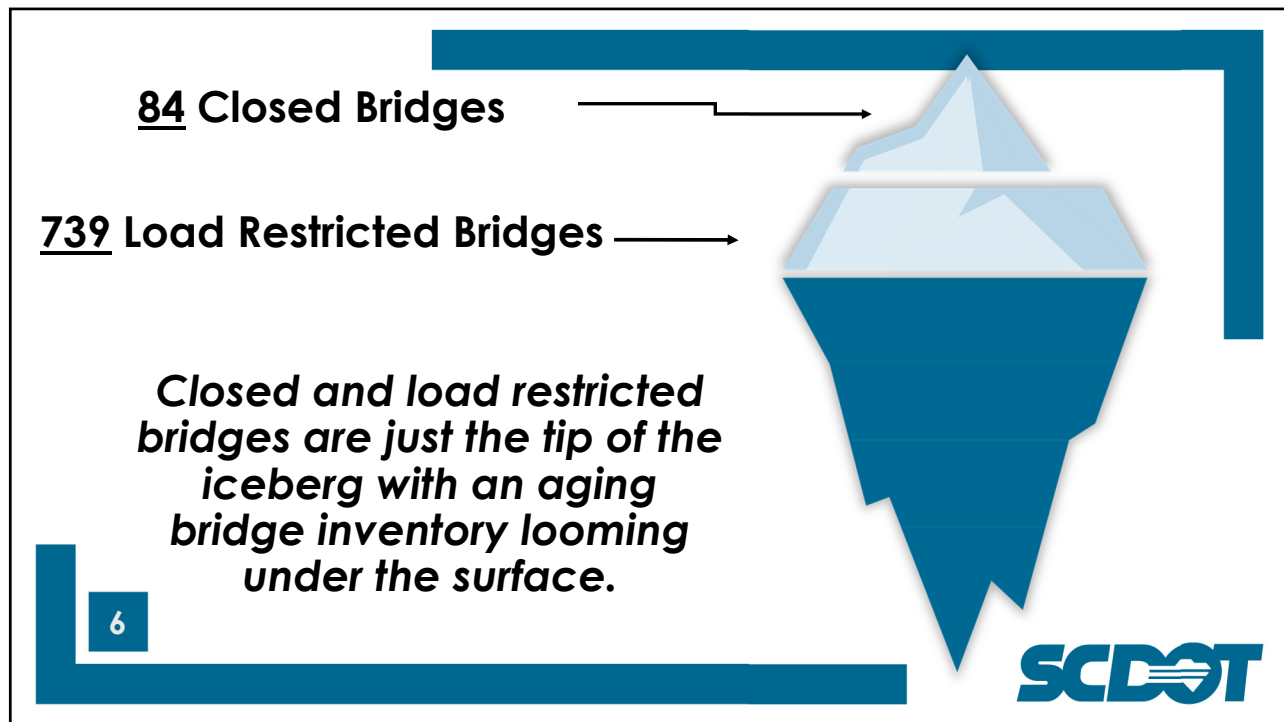 84 Closed Bridges
739 Load Restricted Bridges
Closed and load restricted
bridges are just the tip of the
iceberg with an aging
bridge inventory looming
under the surface.
6
SCDOT